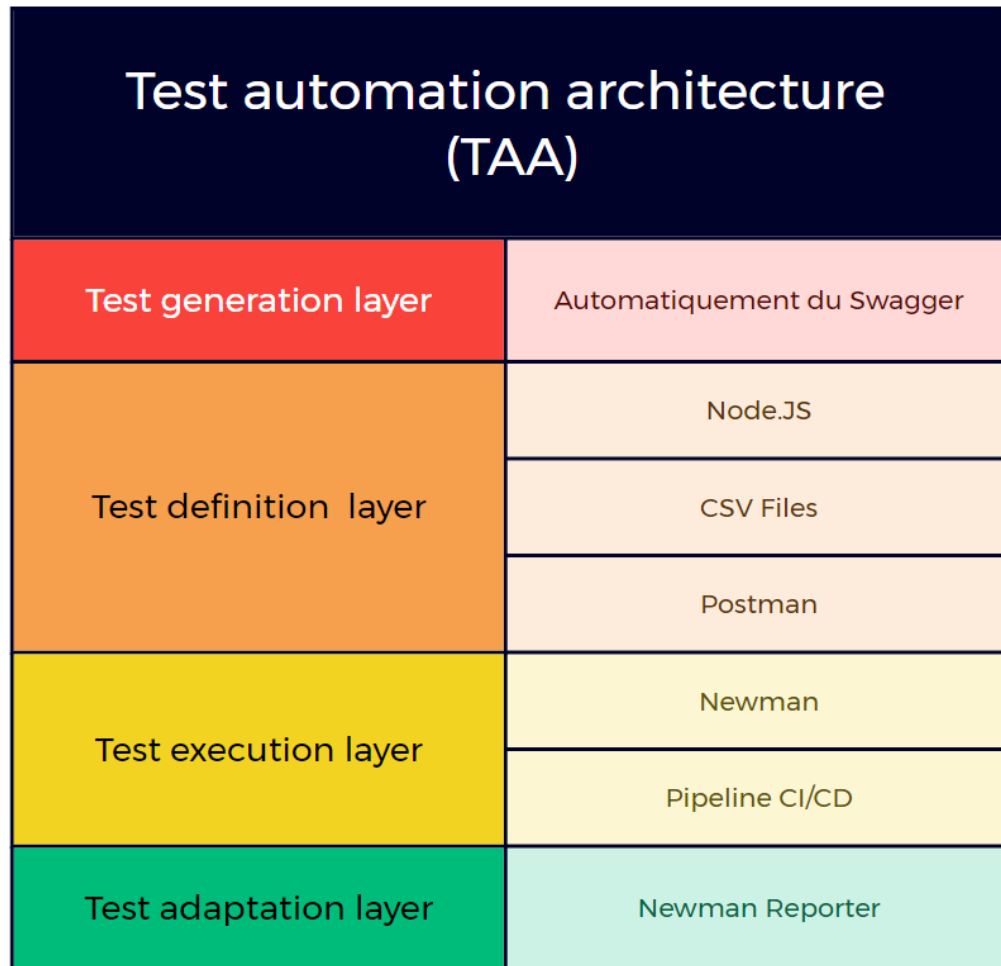 Test automation architecture
(TAA)
Test generation layer
Automatiquement du Swagger
Test definition layer
Node.JS
CSV Files
Postman
Test execution layer
Newman
Pipeline CI/CD
Test adaptation layer
Newman Reporter